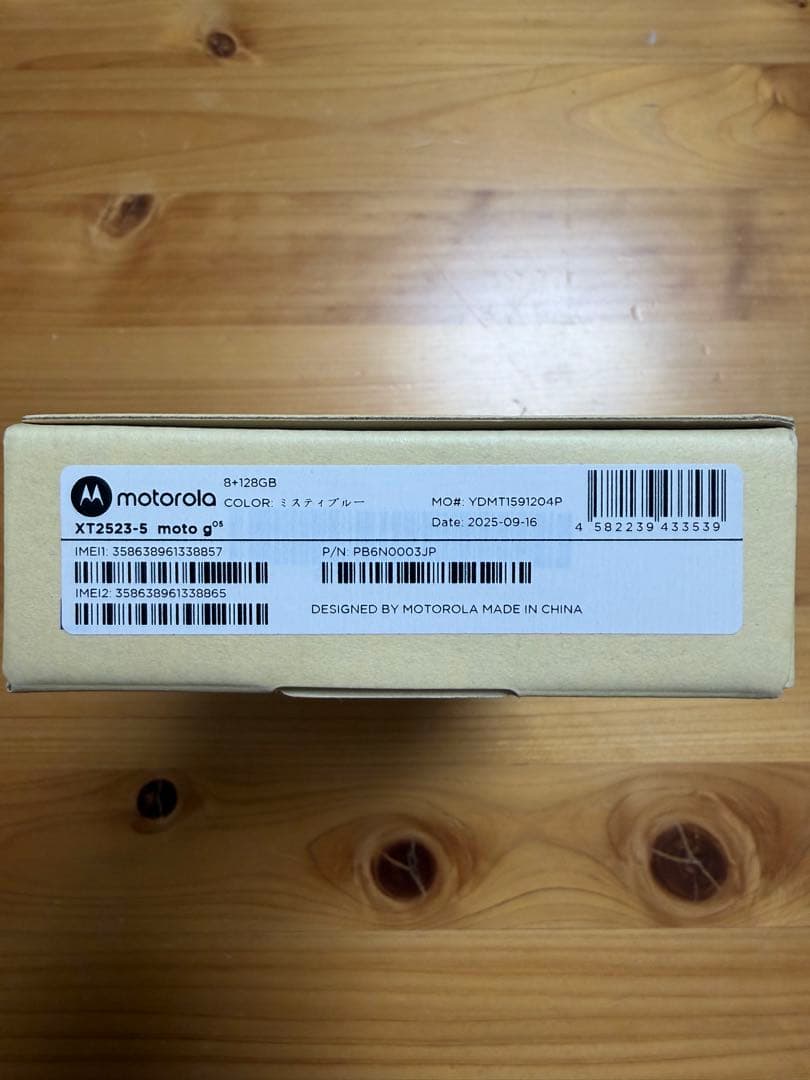 motorola
8+128GB
COLOR: ミスティブルー
XT2523-5 moto g05
MO#: YDMT1591204P
Date: 2025-09-16
4 582239 433539
IMEI1: 358638961338857
P/N: PB6N0003JP
IMEI2: 358638961338865
DESIGNED BY MOTOROLA MADE IN CHINA